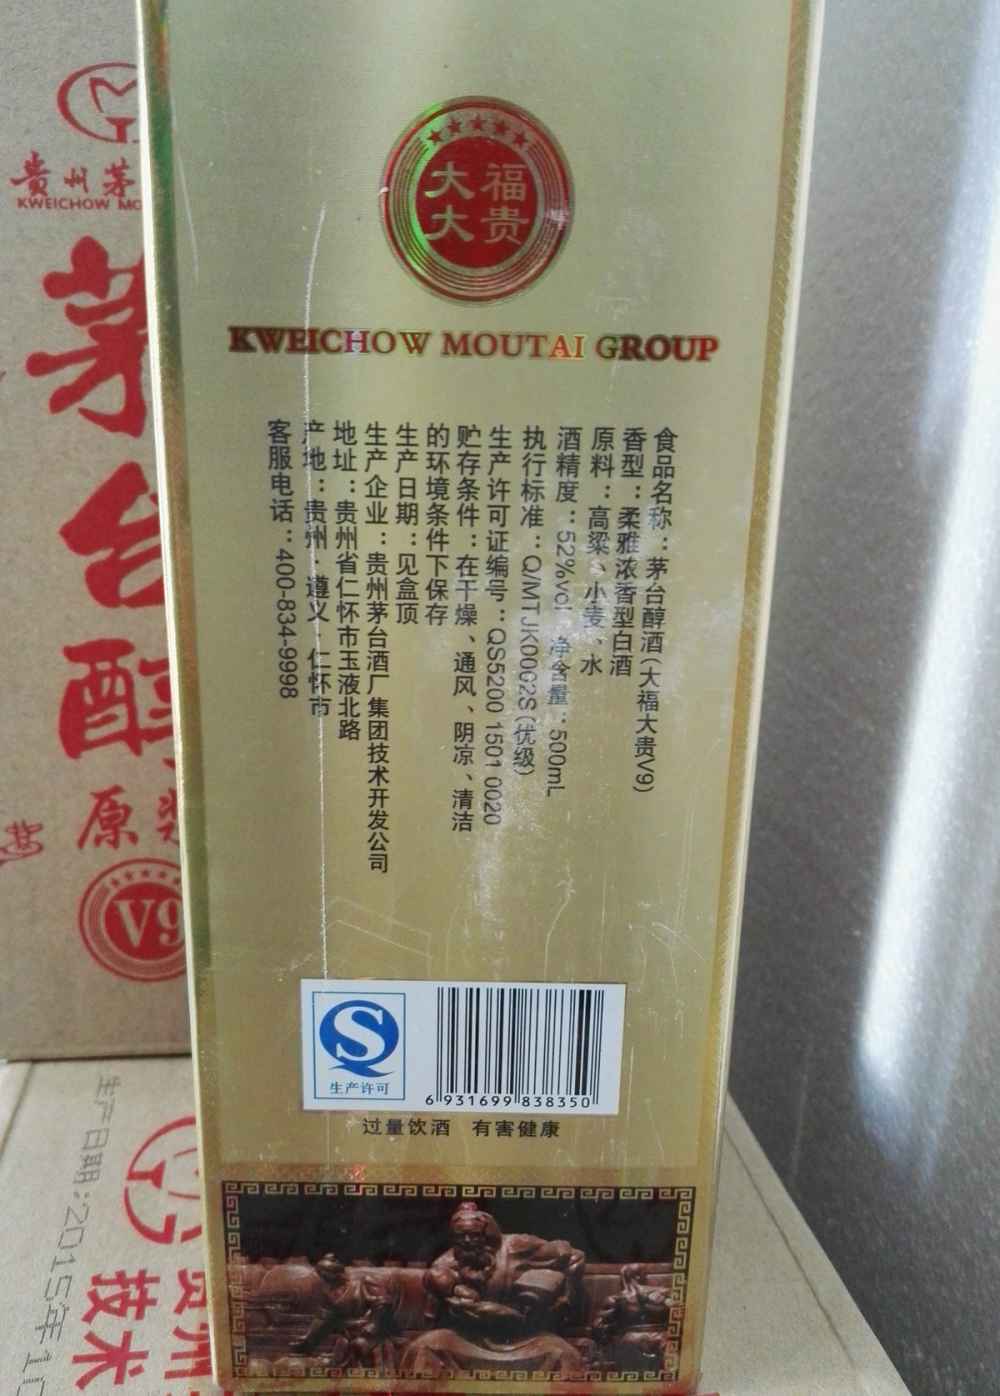 大福
大贵
KWEICHOW MOUTAI GROUP
食品名称：茅台醇酒(大福大贵V9)
香型：柔雅浓香型白酒
原料：高粱、小麦、水
酒精度：52%vol 净含量：500mL
执行标准：Q/MTJK0002S(优级)
生产许可证编号：QS5200 1501 0020
贮存条件：在干燥、通风、阴凉、清洁
的环境条件下保存
生产日期：见盒顶
生产企业：贵州茅台酒厂集团技术开发公司
地址：贵州省仁怀市玉液北路
产地：贵州·遵义·仁怀市
客服电话：400-834-9998
生产许可
6 931699 838350
过量饮酒 有害健康
贵州茅
KWEICHOW MO
茅台醇
原
V9
生产日期:2015年1
技术